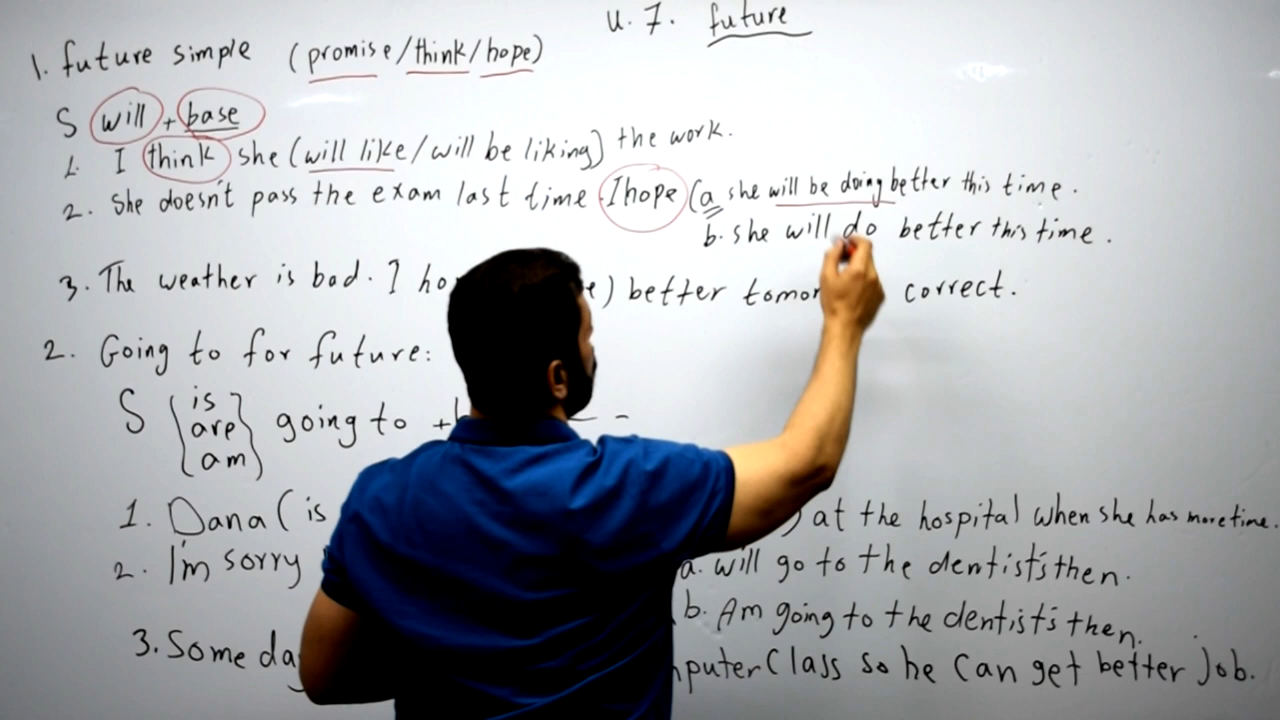 u. 7. future
1. future simple (promise/think/hope)
S will + base
1. I think she (will like/will be liking) the work.
2. She doesn't pass the exam last time. I hope (a she will be doing better this time.
b. she will do better this time.
3. The weather is bad. I better correct.
2. Going to for future:
S is are am going to +
1. Dana (is ) at the hospital when she has more time.
2. I'm sorry a. will go to the dentist's then.
b. Am going to the dentist's then.
3. Some Class so he can get better Job.